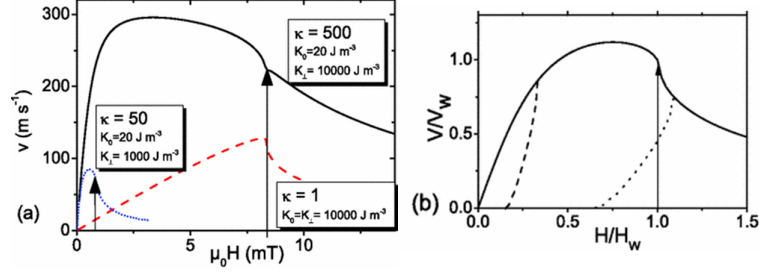 300
200
100
0
v (m s⁻¹)
κ = 500
K₀=20 J m⁻³
K⊥= 10000 J m⁻³
κ = 50
K₀=20 J m⁻³
K⊥= 1000 J m⁻³
κ = 1
K₀=K⊥= 10000 J m⁻³
(a)
0 5 10
μ₀H (mT)
1.0
0.5
0.0
V/V_W
(b)
0.0 0.5 1.0 1.5
H/H_W